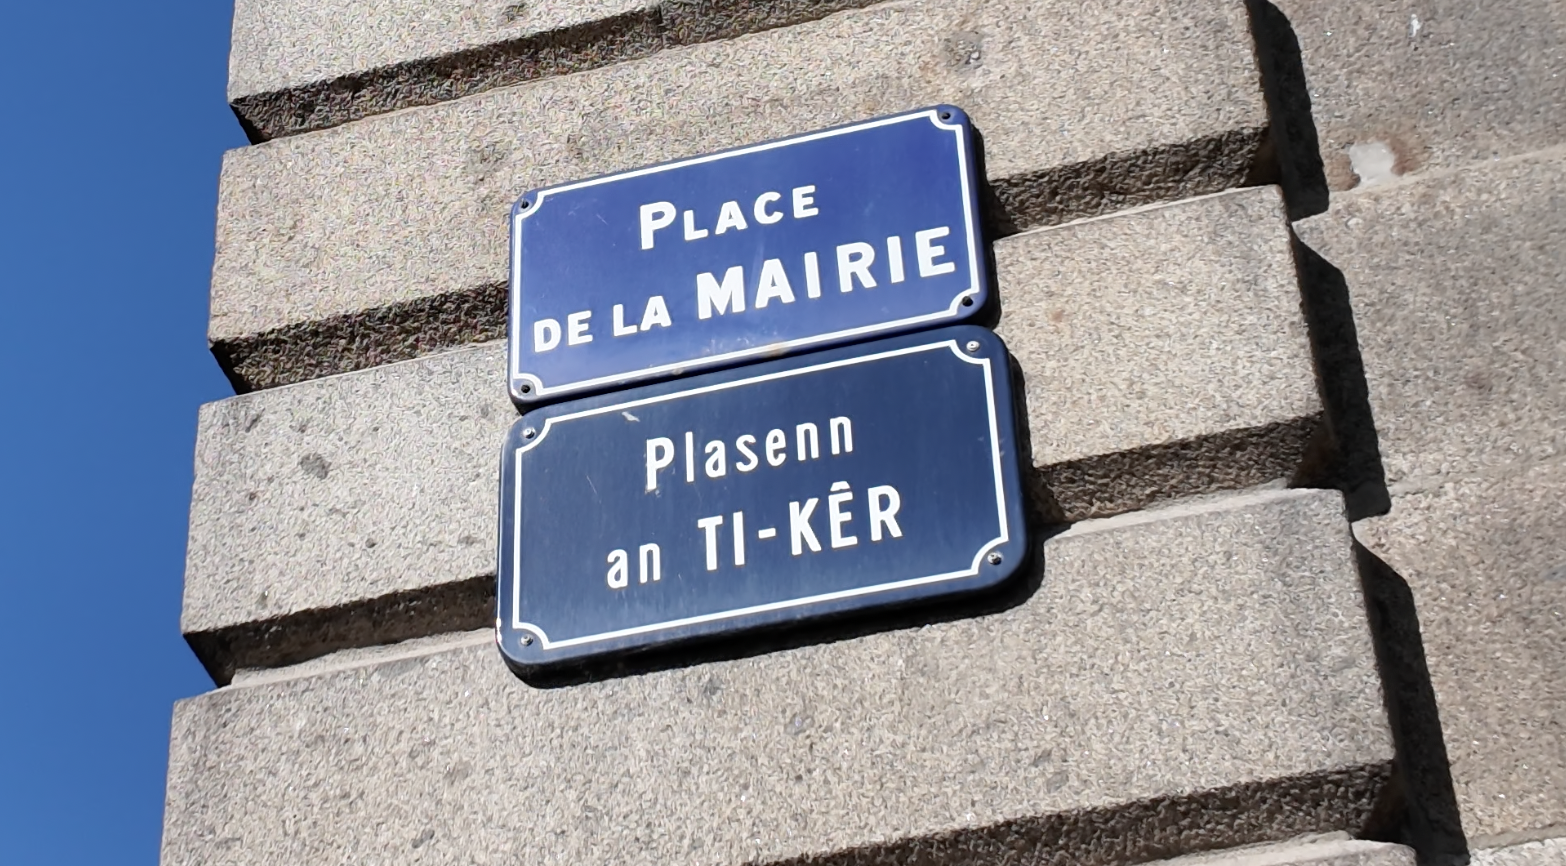 PLACE
DE LA MAIRIE
Plasenn
an TI-KÊR